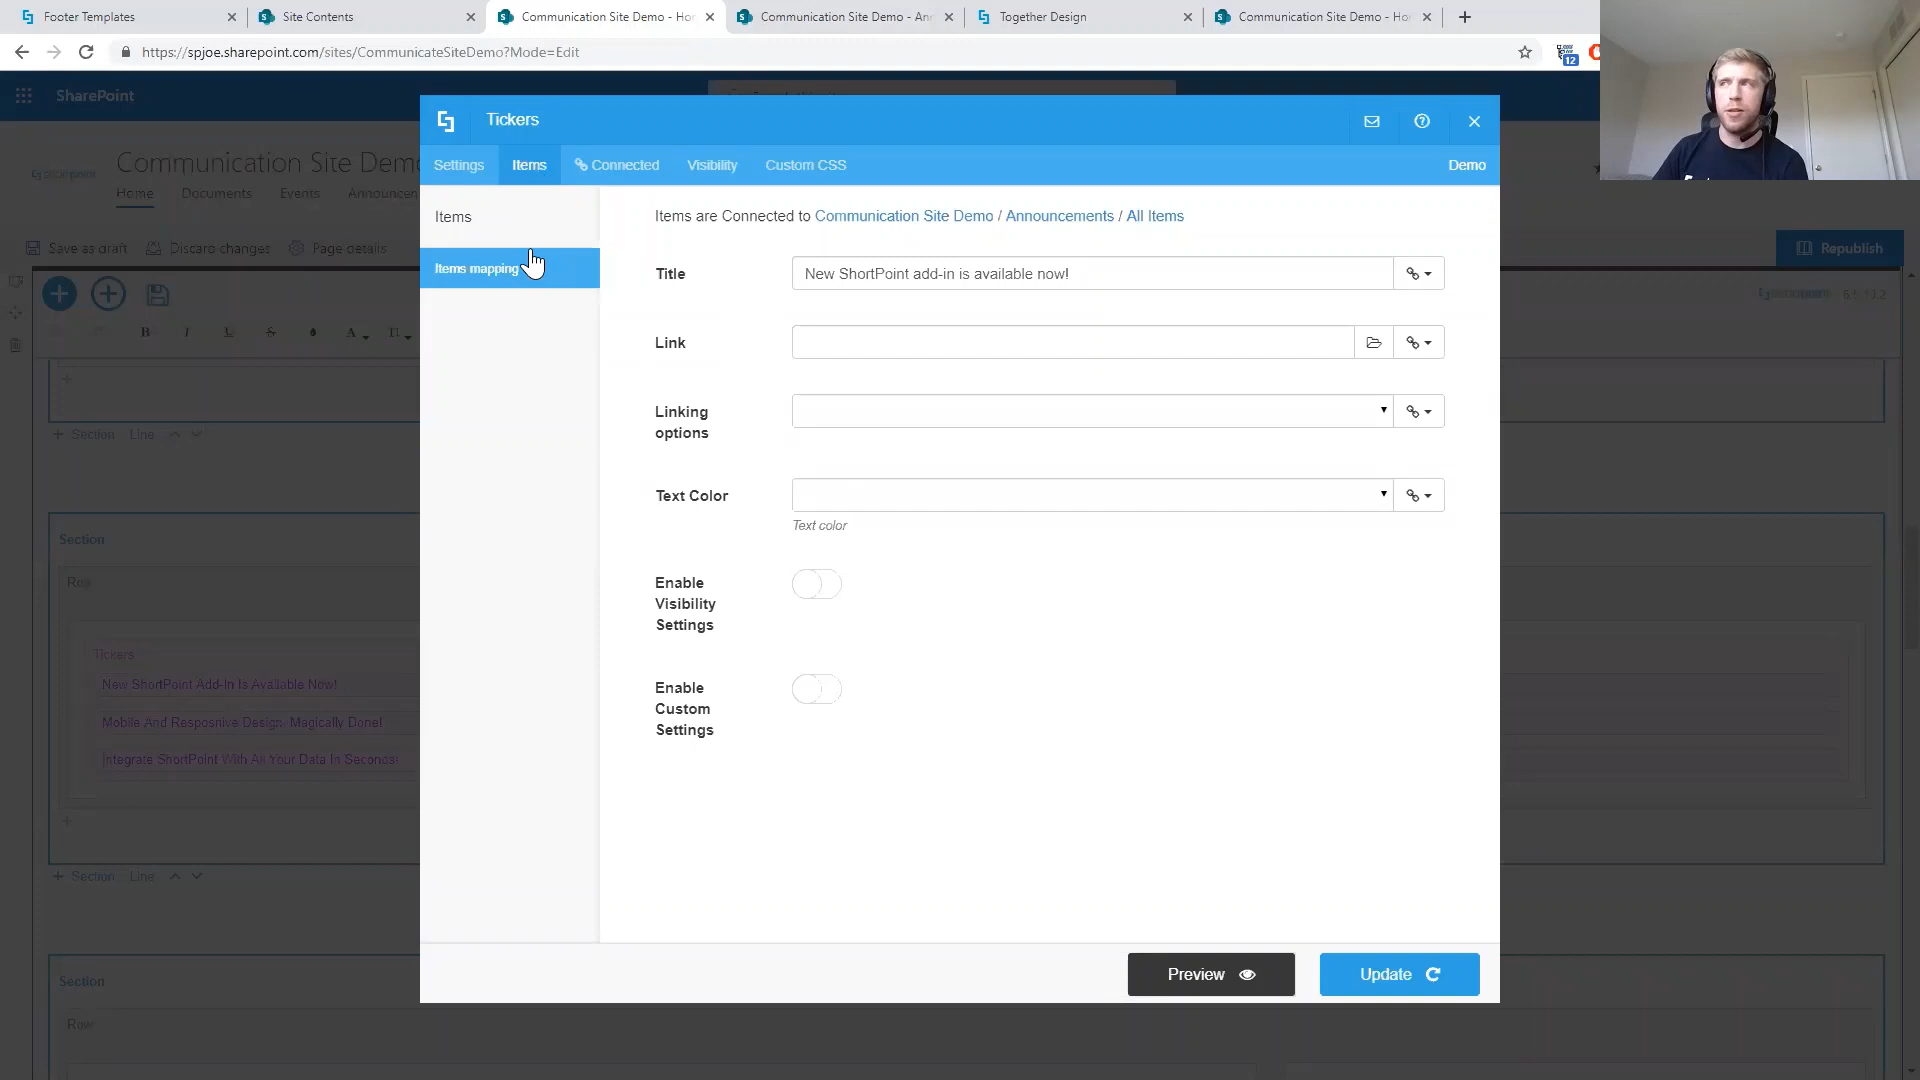 Footer Templates
Site Contents
Communication Site Demo - Ho
Communication Site Demo - An
Together Design
Communication Site Demo - Ho
https://spjoe.sharepoint.com/sites/CommunicateSiteDemo?Mode=Edit
12
SharePoint
Tickers
Communication Site Demo
Settings
Items
Connected
Visibility
Custom CSS
Demo
Home
Documents
Events
Announcem
Items
Items are Connected to Communication Site Demo / Announcements / All Items
Save as draft
Discard changes
Page details
Republish
Items mapping
Title
New ShortPoint add-in is available now!
B
I
U
S
A
Link
+ Section
Line
Linking
options
Text Color
Text color
Section
Row
Enable
Visibility
Settings
Tickers
New ShortPoint Add-In Is Available Now!
Mobile And Resposnive Design, Magically Done!
Integrate ShortPoint With All Your Data In Seconds!
Enable
Custom
Settings
+ Section
Line
Section
Row
Preview
Update